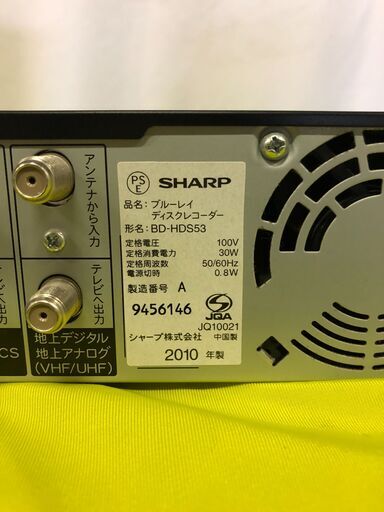 アンテナから入力
テレビへ出力
CS
地上デジタル
地上アナログ
(VHF/UHF)
PS
E
SHARP
品名: ブルーレイ
ディスクレコーダー
形名: BD-HDS53
定格電圧 100V
定格消費電力 30W
定格周波数 50/60Hz
電源切時 0.8W
製造番号 A
9456146
JQA
JQ10021
シャープ株式会社 中国製
2010 年製